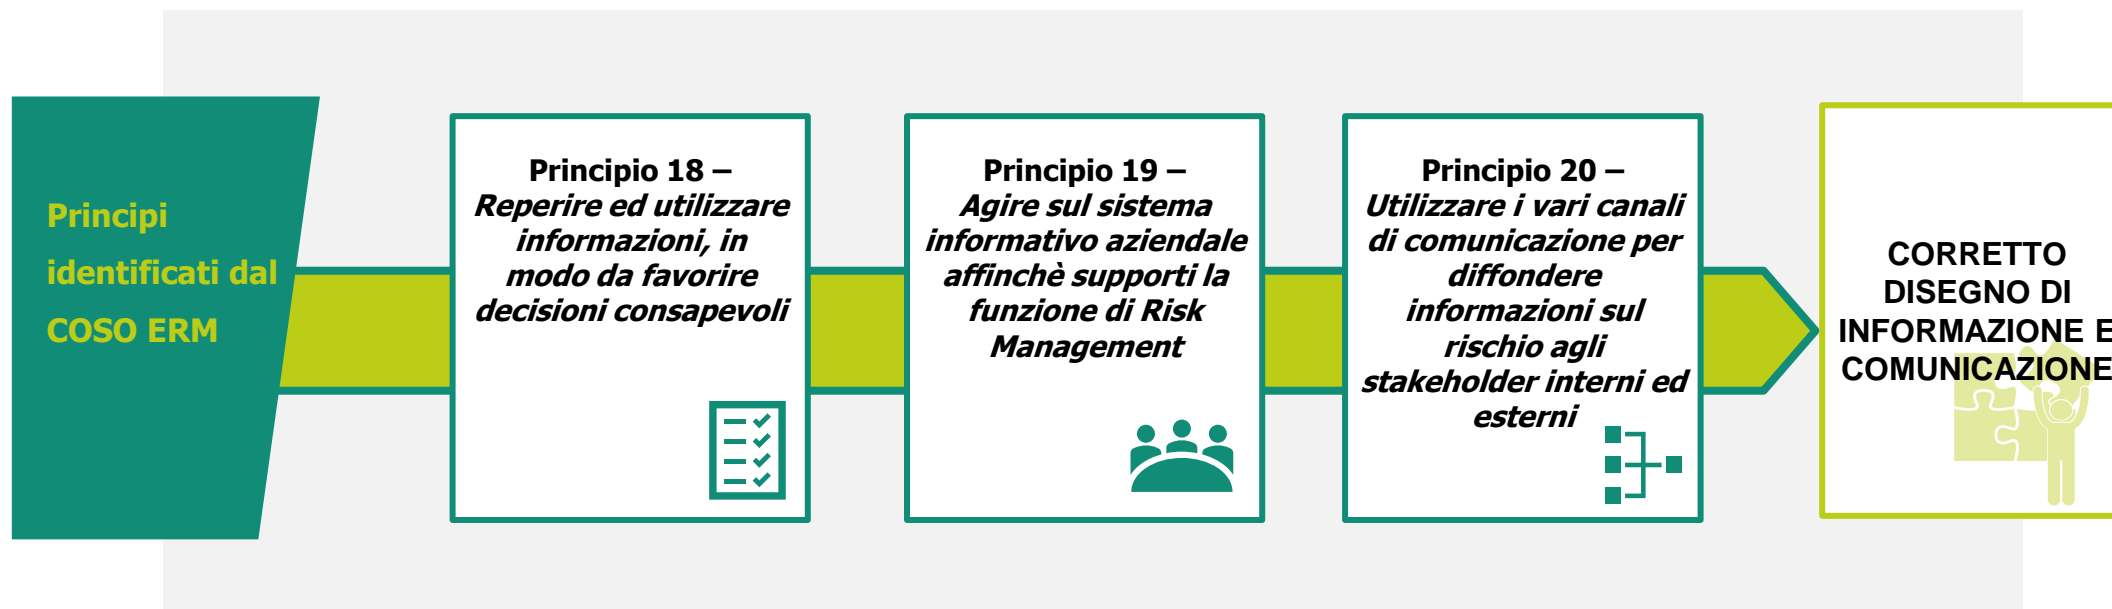 Principi
identificati dal
COSO ERM
Principio 18 –
Reperire ed utilizzare
informazioni, in
modo da favorire
decisioni consapevoli
Principio 19 –
Agire sul sistema
informativo aziendale
affinchè supporti la
funzione di Risk
Management
Principio 20 –
Utilizzare i vari canali
di comunicazione per
diffondere
informazioni sul
rischio agli
stakeholder interni ed
esterni
CORRETTO
DISEGNO DI
INFORMAZIONE E
COMUNICAZIONE